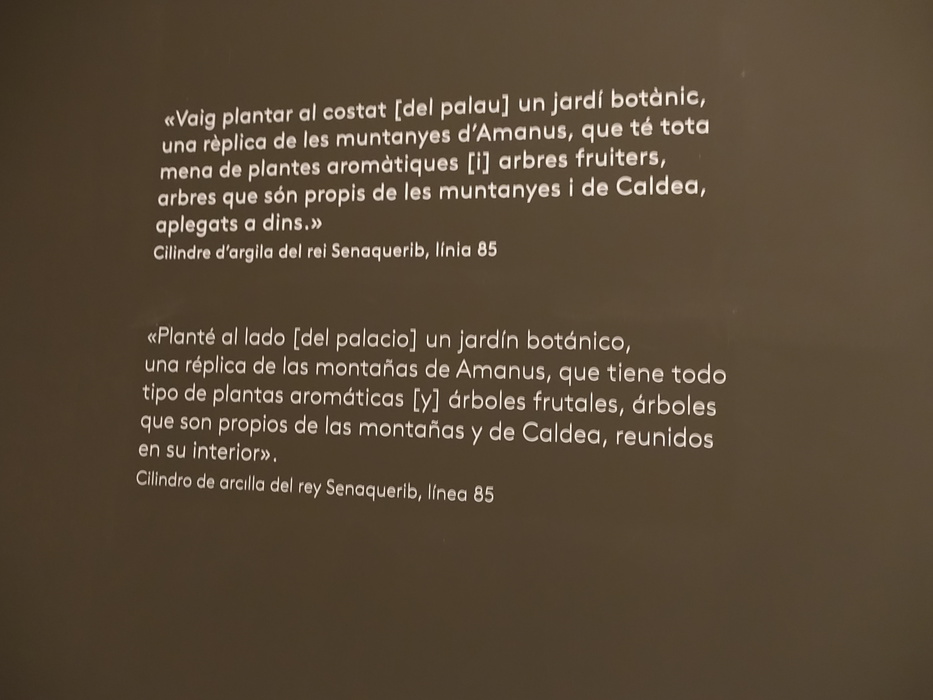 «Vaig plantar al costat [del palau] un jardí botànic,
una rèplica de les muntanyes d’Amanus, que té tota
mena de plantes aromàtiques [i] arbres fruiters,
arbres que són propis de les muntanyes i de Caldea,
aplegats a dins.»
Cilindre d’argila del rei Senaquerib, línia 85
«Planté al lado [del palacio] un jardín botánico,
una réplica de las montañas de Amanus, que tiene todo
tipo de plantas aromáticas [y] árboles frutales, árboles
que son propios de las montañas y de Caldea, reunidos
en su interior».
Cilindro de arcilla del rey Senaquerib, línea 85